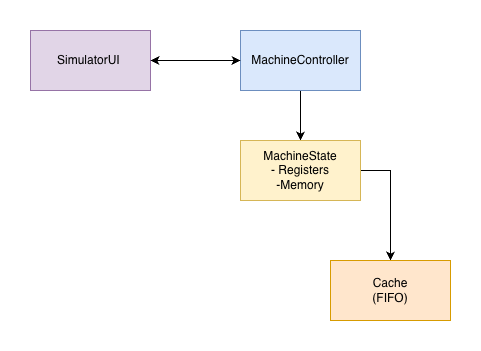 SimulatorUI
MachineController
MachineState
- Registers
-Memory
Cache
(FIFO)